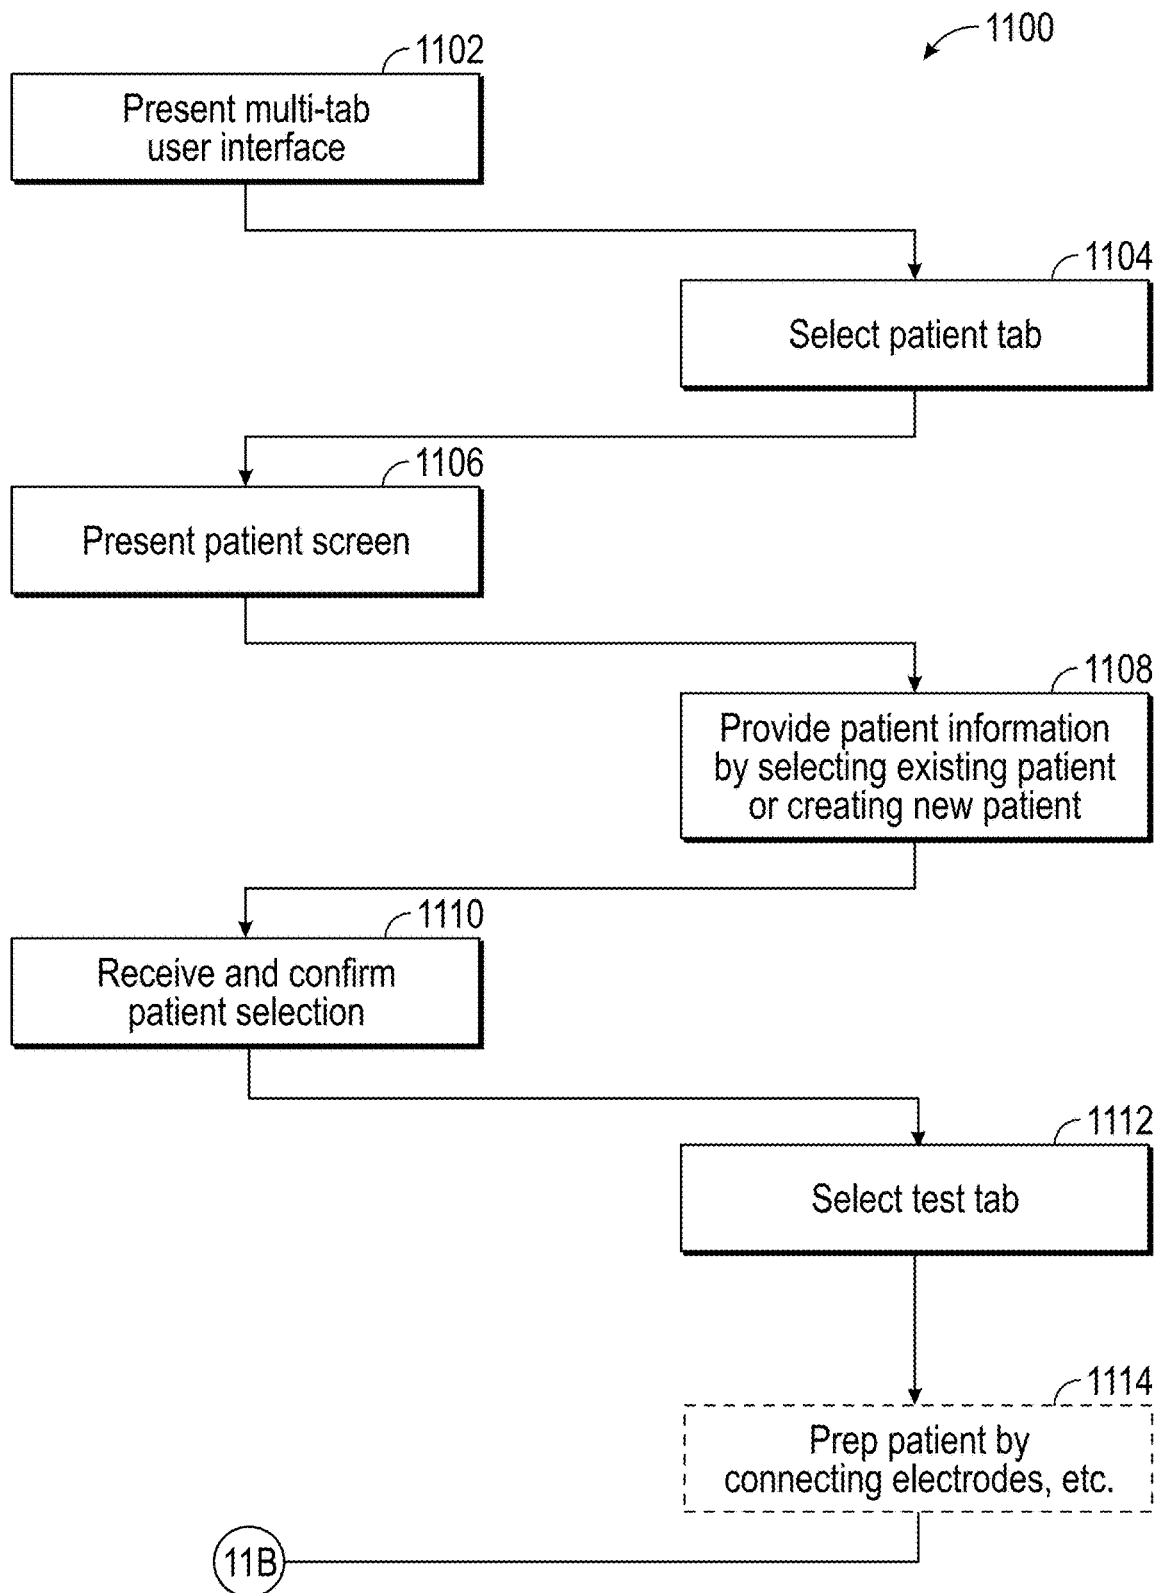 1100
1102
Present multi-tab
user interface
1104
Select patient tab
1106
Present patient screen
1108
Provide patient information
by selecting existing patient
or creating new patient
1110
Receive and confirm
patient selection
1112
Select test tab
1114
Prep patient by
connecting electrodes, etc.
11B